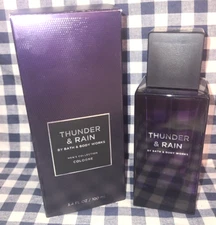 THUNDER
& RAIN
BY BATH & BODY WORKS
MEN'S COLLECTION
COLOGNE
THUNDER
& RAIN
BY BATH & BODY WORKS